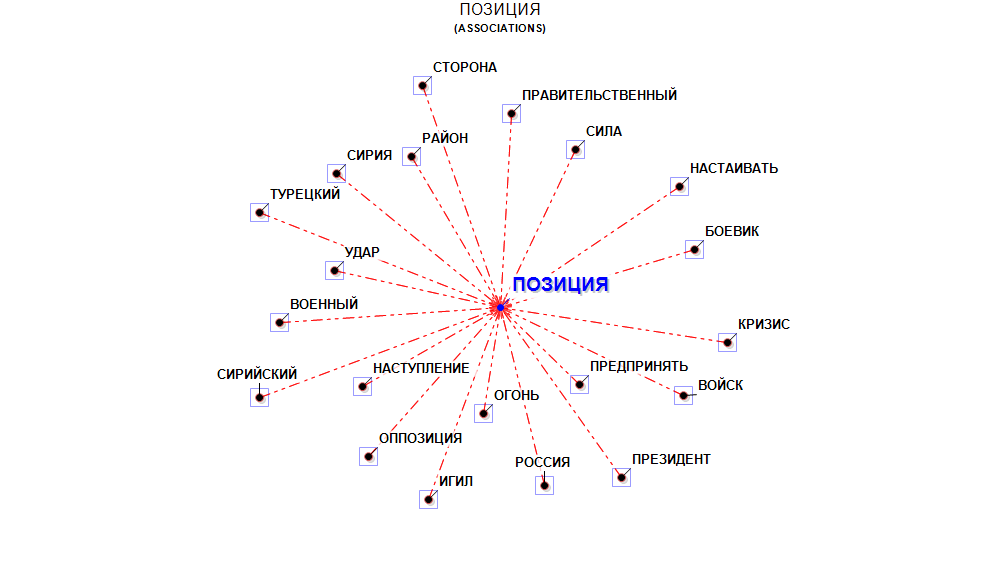 ПОЗИЦИЯ
(ASSOCIATIONS)
СТОРОНА
ПРАВИТЕЛЬСТВЕННЫЙ
СИЛА
РАЙОН
СИРИЯ
НАСТАИВАТЬ
ТУРЕЦКИЙ
БОЕВИК
УДАР
ПОЗИЦИЯ
ВОЕННЫЙ
КРИЗИС
ПРЕДПРИНЯТЬ
НАСТУПЛЕНИЕ
СИРИЙСКИЙ
ВОЙСК
ОГОНЬ
ОППОЗИЦИЯ
ПРЕЗИДЕНТ
РОССИЯ
ИГИЛ